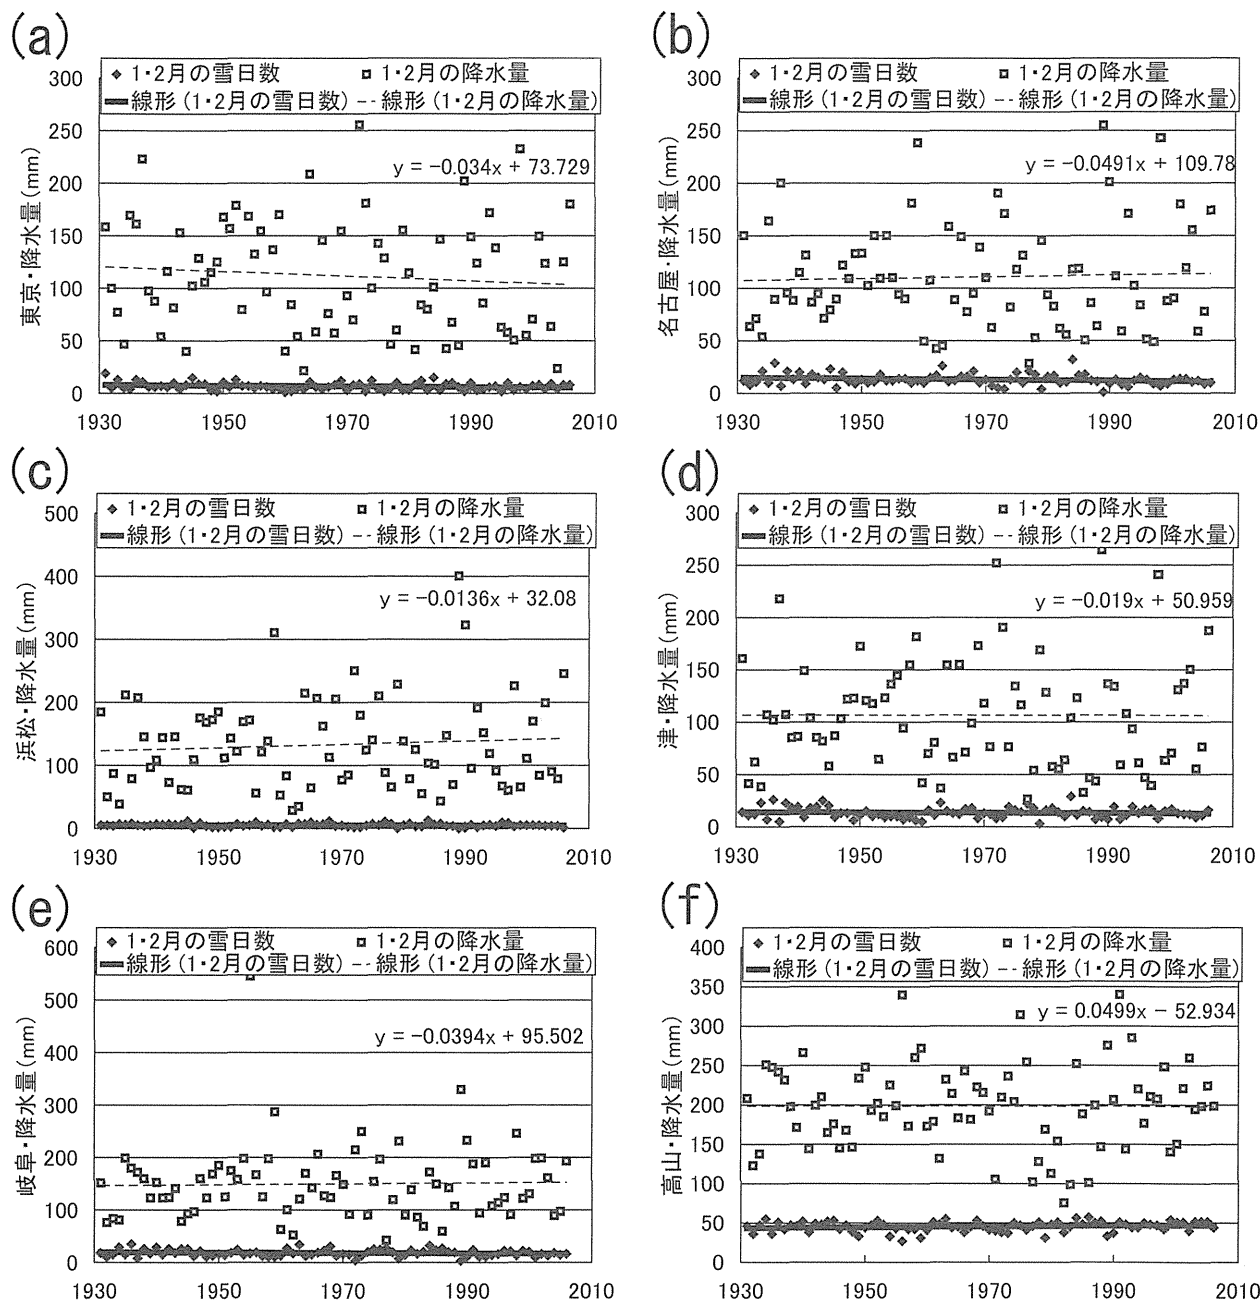 (a)
◆ 1・2月の雪日数 □ 1・2月の降水量
線形 (1・2月の雪日数) -- 線形 (1・2月の降水量)
東京・降水量(mm)
300
250
200
150
100
50
0
y = −0.034x + 73.729
1930 1950 1970 1990 2010
(b)
◆ 1・2月の雪日数 □ 1・2月の降水量
線形 (1・2月の雪日数) -- 線形 (1・2月の降水量)
名古屋・降水量(mm)
300
250
200
150
100
50
0
y = −0.0491x + 109.78
1930 1950 1970 1990 2010
(c)
◆ 1・2月の雪日数 □ 1・2月の降水量
線形 (1・2月の雪日数) -- 線形 (1・2月の降水量)
浜松・降水量(mm)
500
400
300
200
100
0
y = −0.0136x + 32.08
1930 1950 1970 1990 2010
(d)
◆ 1・2月の雪日数 □ 1・2月の降水量
線形 (1・2月の雪日数) -- 線形 (1・2月の降水量)
津・降水量(mm)
300
250
200
150
100
50
0
y = −0.019x + 50.959
1930 1950 1970 1990 2010
(e)
◆ 1・2月の雪日数 □ 1・2月の降水量
線形 (1・2月の雪日数) -- 線形 (1・2月の降水量)
岐阜・降水量(mm)
600
500
400
300
200
100
0
y = −0.0394x + 95.502
1930 1950 1970 1990 2010
(f)
◆ 1・2月の雪日数 □ 1・2月の降水量
線形 (1・2月の雪日数) -- 線形 (1・2月の降水量)
高山・降水量(mm)
400
350
300
250
200
150
100
50
0
y = 0.0499x − 52.934
1930 1950 1970 1990 2010